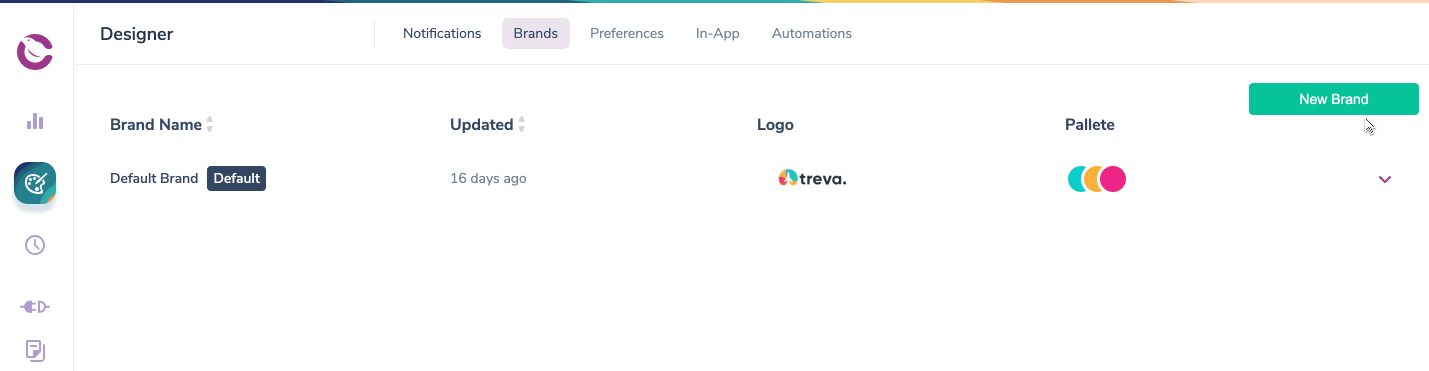 Designer
Notifications Brands Preferences In-App Automations
New Brand
Brand Name Updated Logo Pallete
Default Brand Default 16 days ago treva.